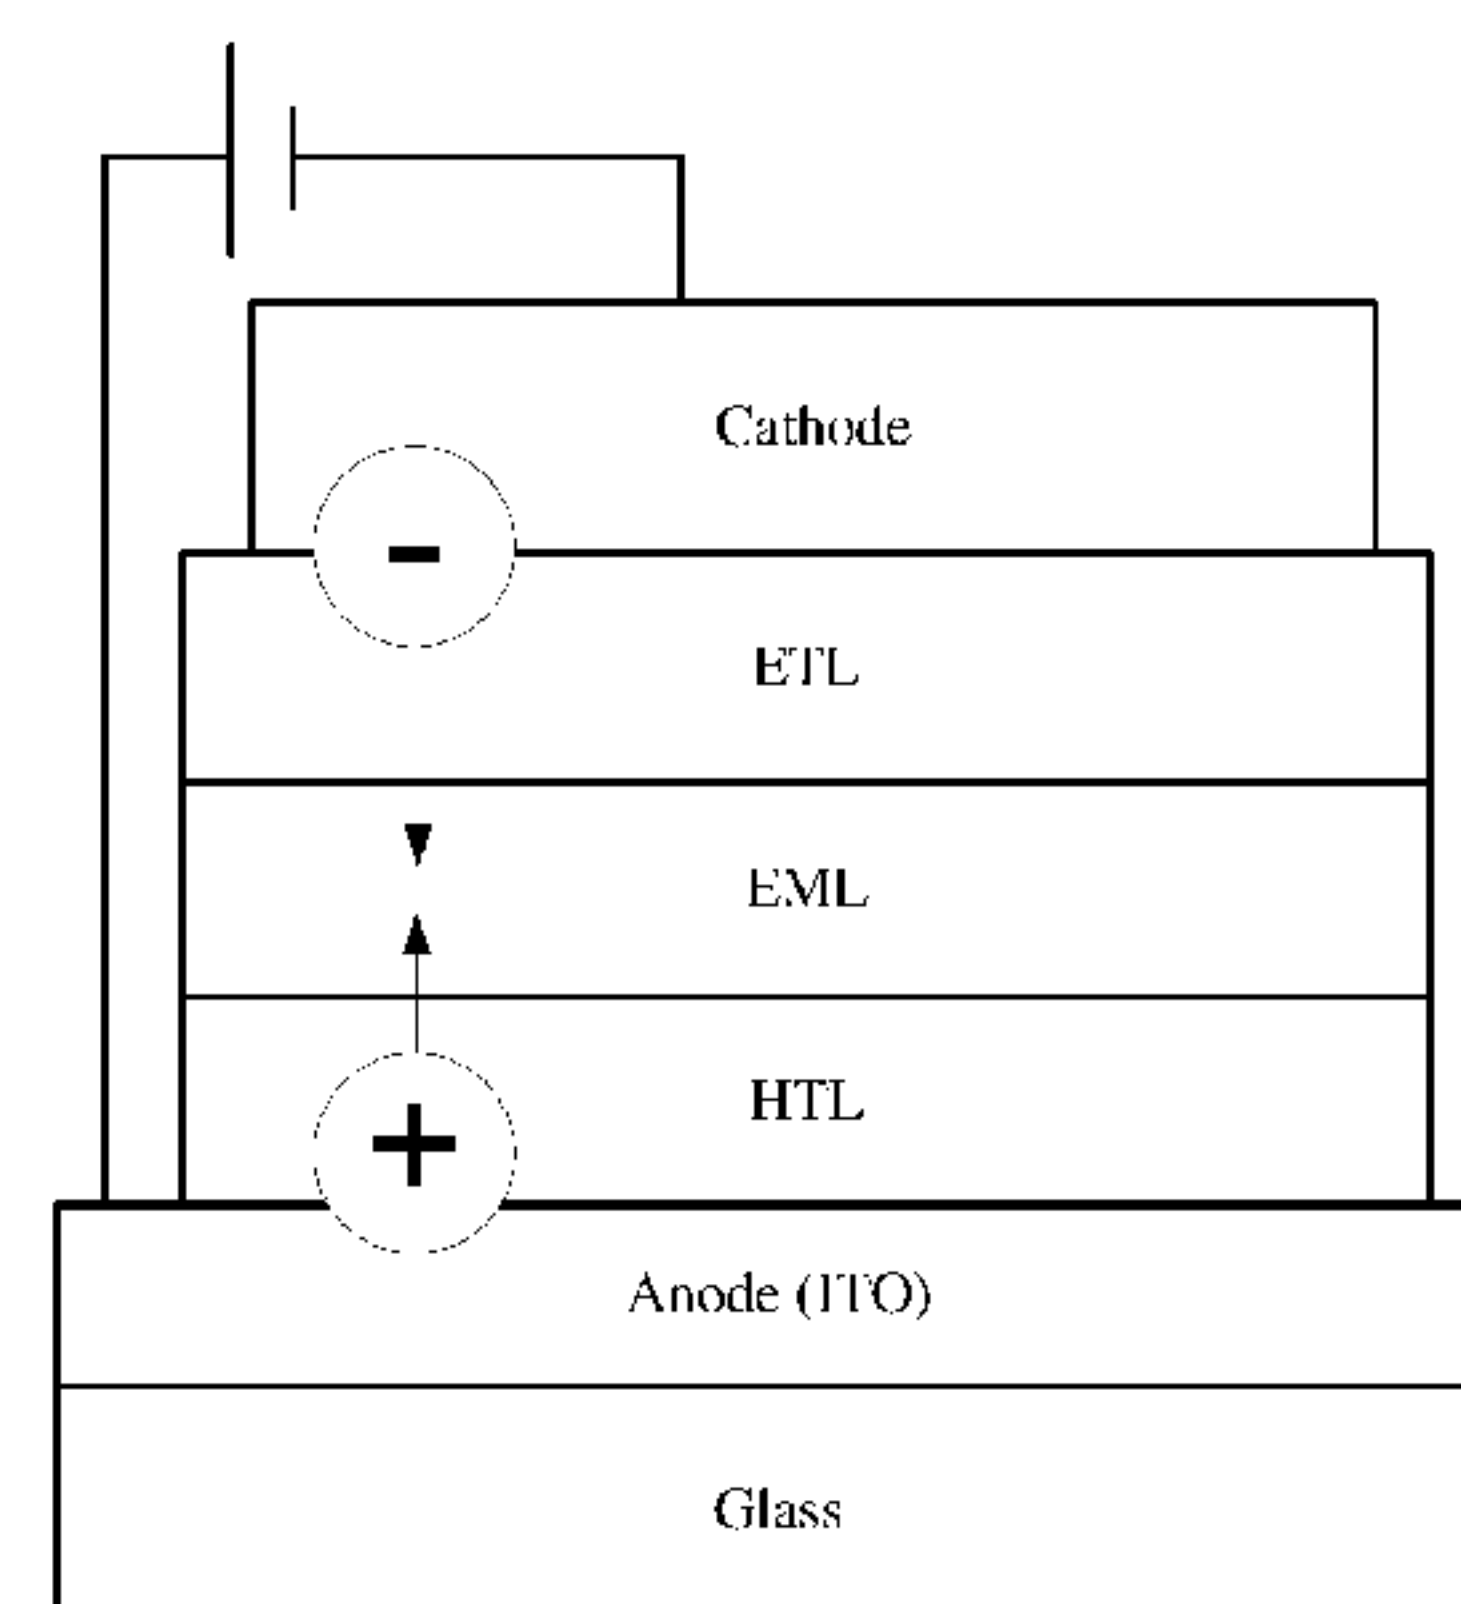 Cathode
-
ETL
EML
HTL
+
Anode (ITO)
Glass